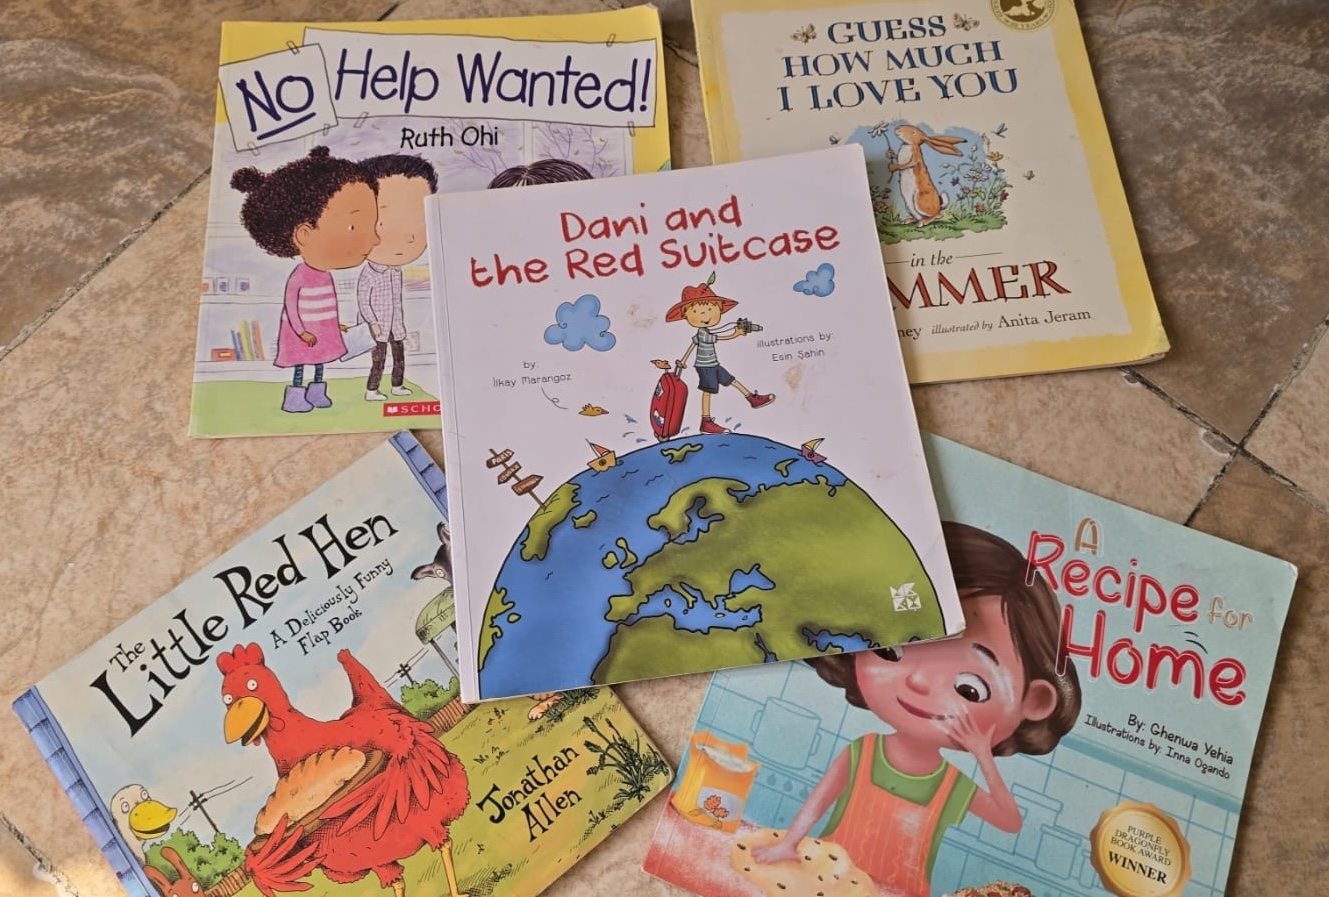 No Help Wanted!
Ruth Ohi
SCHO
GUESS
HOW MUCH
I LOVE YOU
in the
MMER
ney illustrated by Anita Jeram
Dani and
the Red Suitcase
by:
İlkay Marangoz
illustrations by:
Esin Şahin
PARIS
The
Little Red Hen
A Deliciously Funny
Flap Book
Jonathan
Allen
A
Recipe for
Home
By: Ghenwa Yehia
Illustrations by: Inna Ogando
PURPLE
DRAGONFLY
BOOK AWARD
WINNER